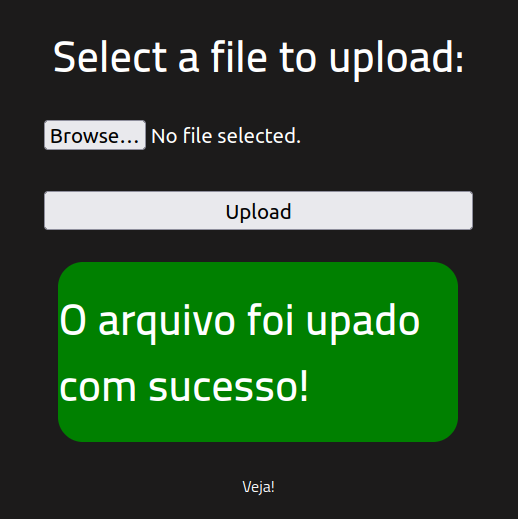 Select a file to upload:
Browse... No file selected.
Upload
O arquivo foi upado
com sucesso!
Veja!